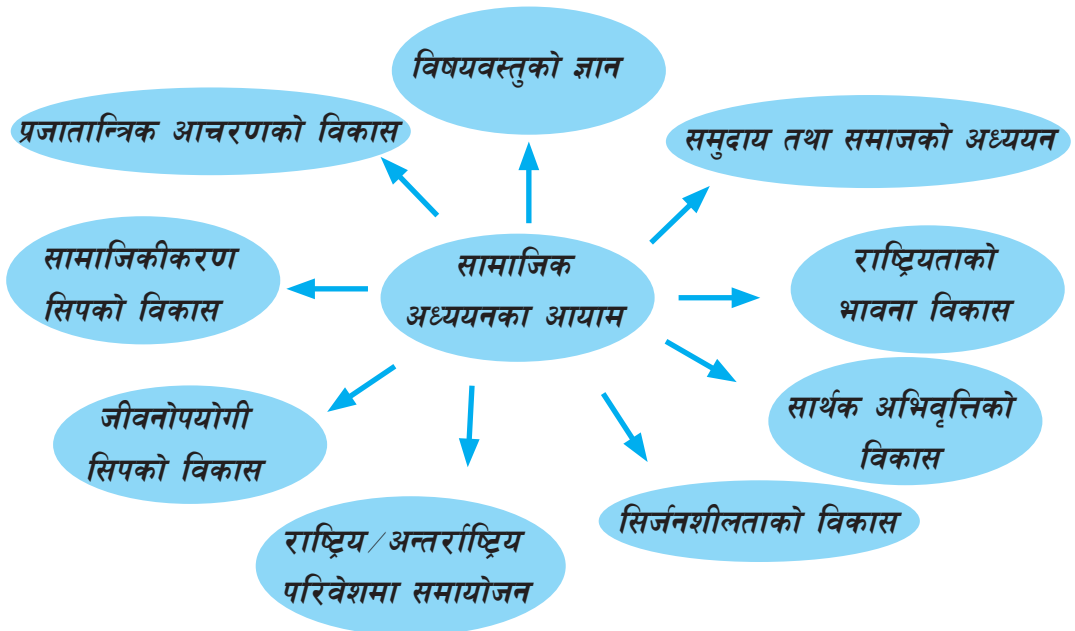 विषयवस्तुको ज्ञान
प्रजातान्त्रिक आचरणको विकास
समुदाय तथा समाजको अध्ययन
सामाजिकीकरण
सिपको विकास
सामाजिक
अध्ययनका आयाम
राष्ट्रियताको
भावना विकास
जीवनोपयोगी
सिपको विकास
सार्थक अभिवृत्तिको
विकास
राष्ट्रिय/अन्तर्राष्ट्रिय
परिवेशमा समायोजन
सिर्जनशीलताको विकास